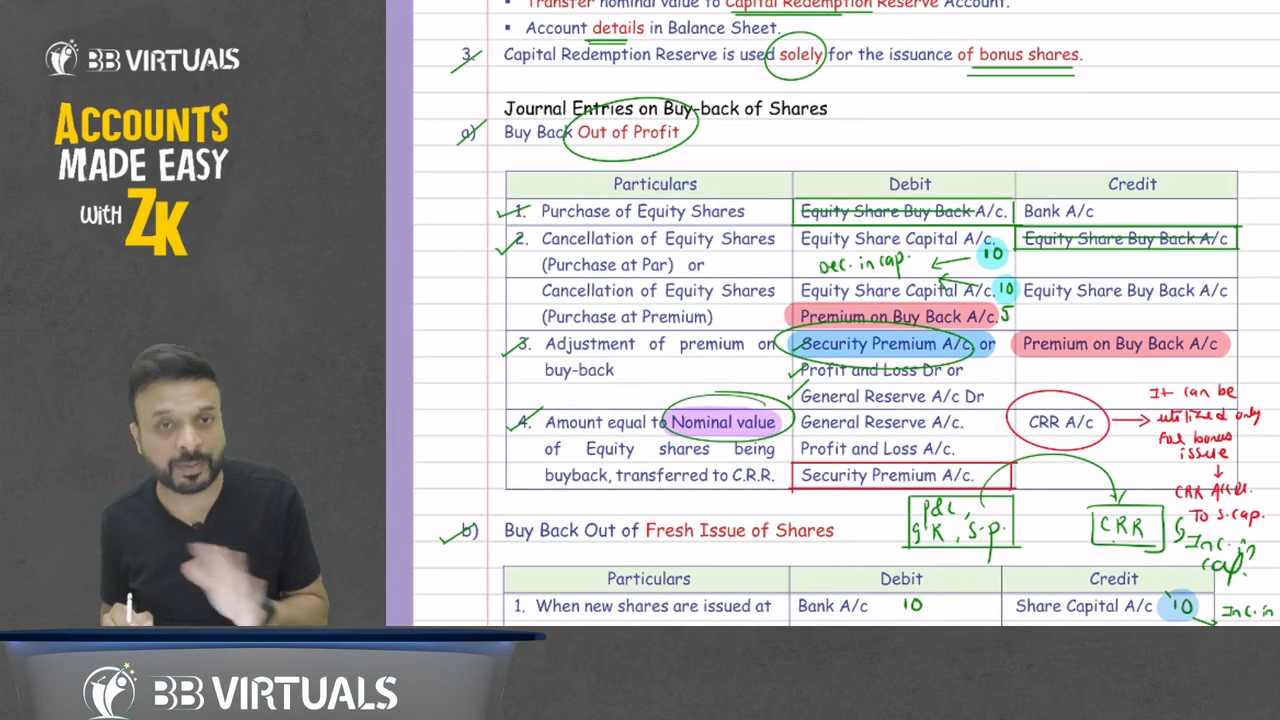 BB VIRTUALS
ACCOUNTS
MADE EASY
WITH ZK
▪ Transfer nominal value to Capital Redemption Reserve Account.
▪ Account details in Balance Sheet.
3. Capital Redemption Reserve is used solely for the issuance of bonus shares.
Journal Entries on Buy-back of Shares
a) Buy Back Out of Profit
Particulars Debit Credit
1. Purchase of Equity Shares Equity Share Buy Back A/c. Bank A/c
2. Cancellation of Equity Shares Equity Share Capital A/c. Equity Share Buy Back A/c
(Purchase at Par) or Dec. in cap. 10
Cancellation of Equity Shares Equity Share Capital A/c. 10 Equity Share Buy Back A/c
(Purchase at Premium) Premium on Buy Back A/c. 5
3. Adjustment of premium on Security Premium A/c. or Premium on Buy Back A/c
buy-back Profit and Loss Dr or
General Reserve A/c Dr
4. Amount equal to Nominal value General Reserve A/c. CRR A/c
of Equity shares being Profit and Loss A/c.
buyback, transferred to C.R.R. Security Premium A/c.
It can be
utilized only
for bonus
issue
CRR A/c Dr.
To S.cap.
Inc. in
cap.
P&L,
GR, S.p.
CRR
b) Buy Back Out of Fresh Issue of Shares
Particulars Debit Credit
1. When new shares are issued at Bank A/c 10 Share Capital A/c 10
Inc. in
BB VIRTUALS